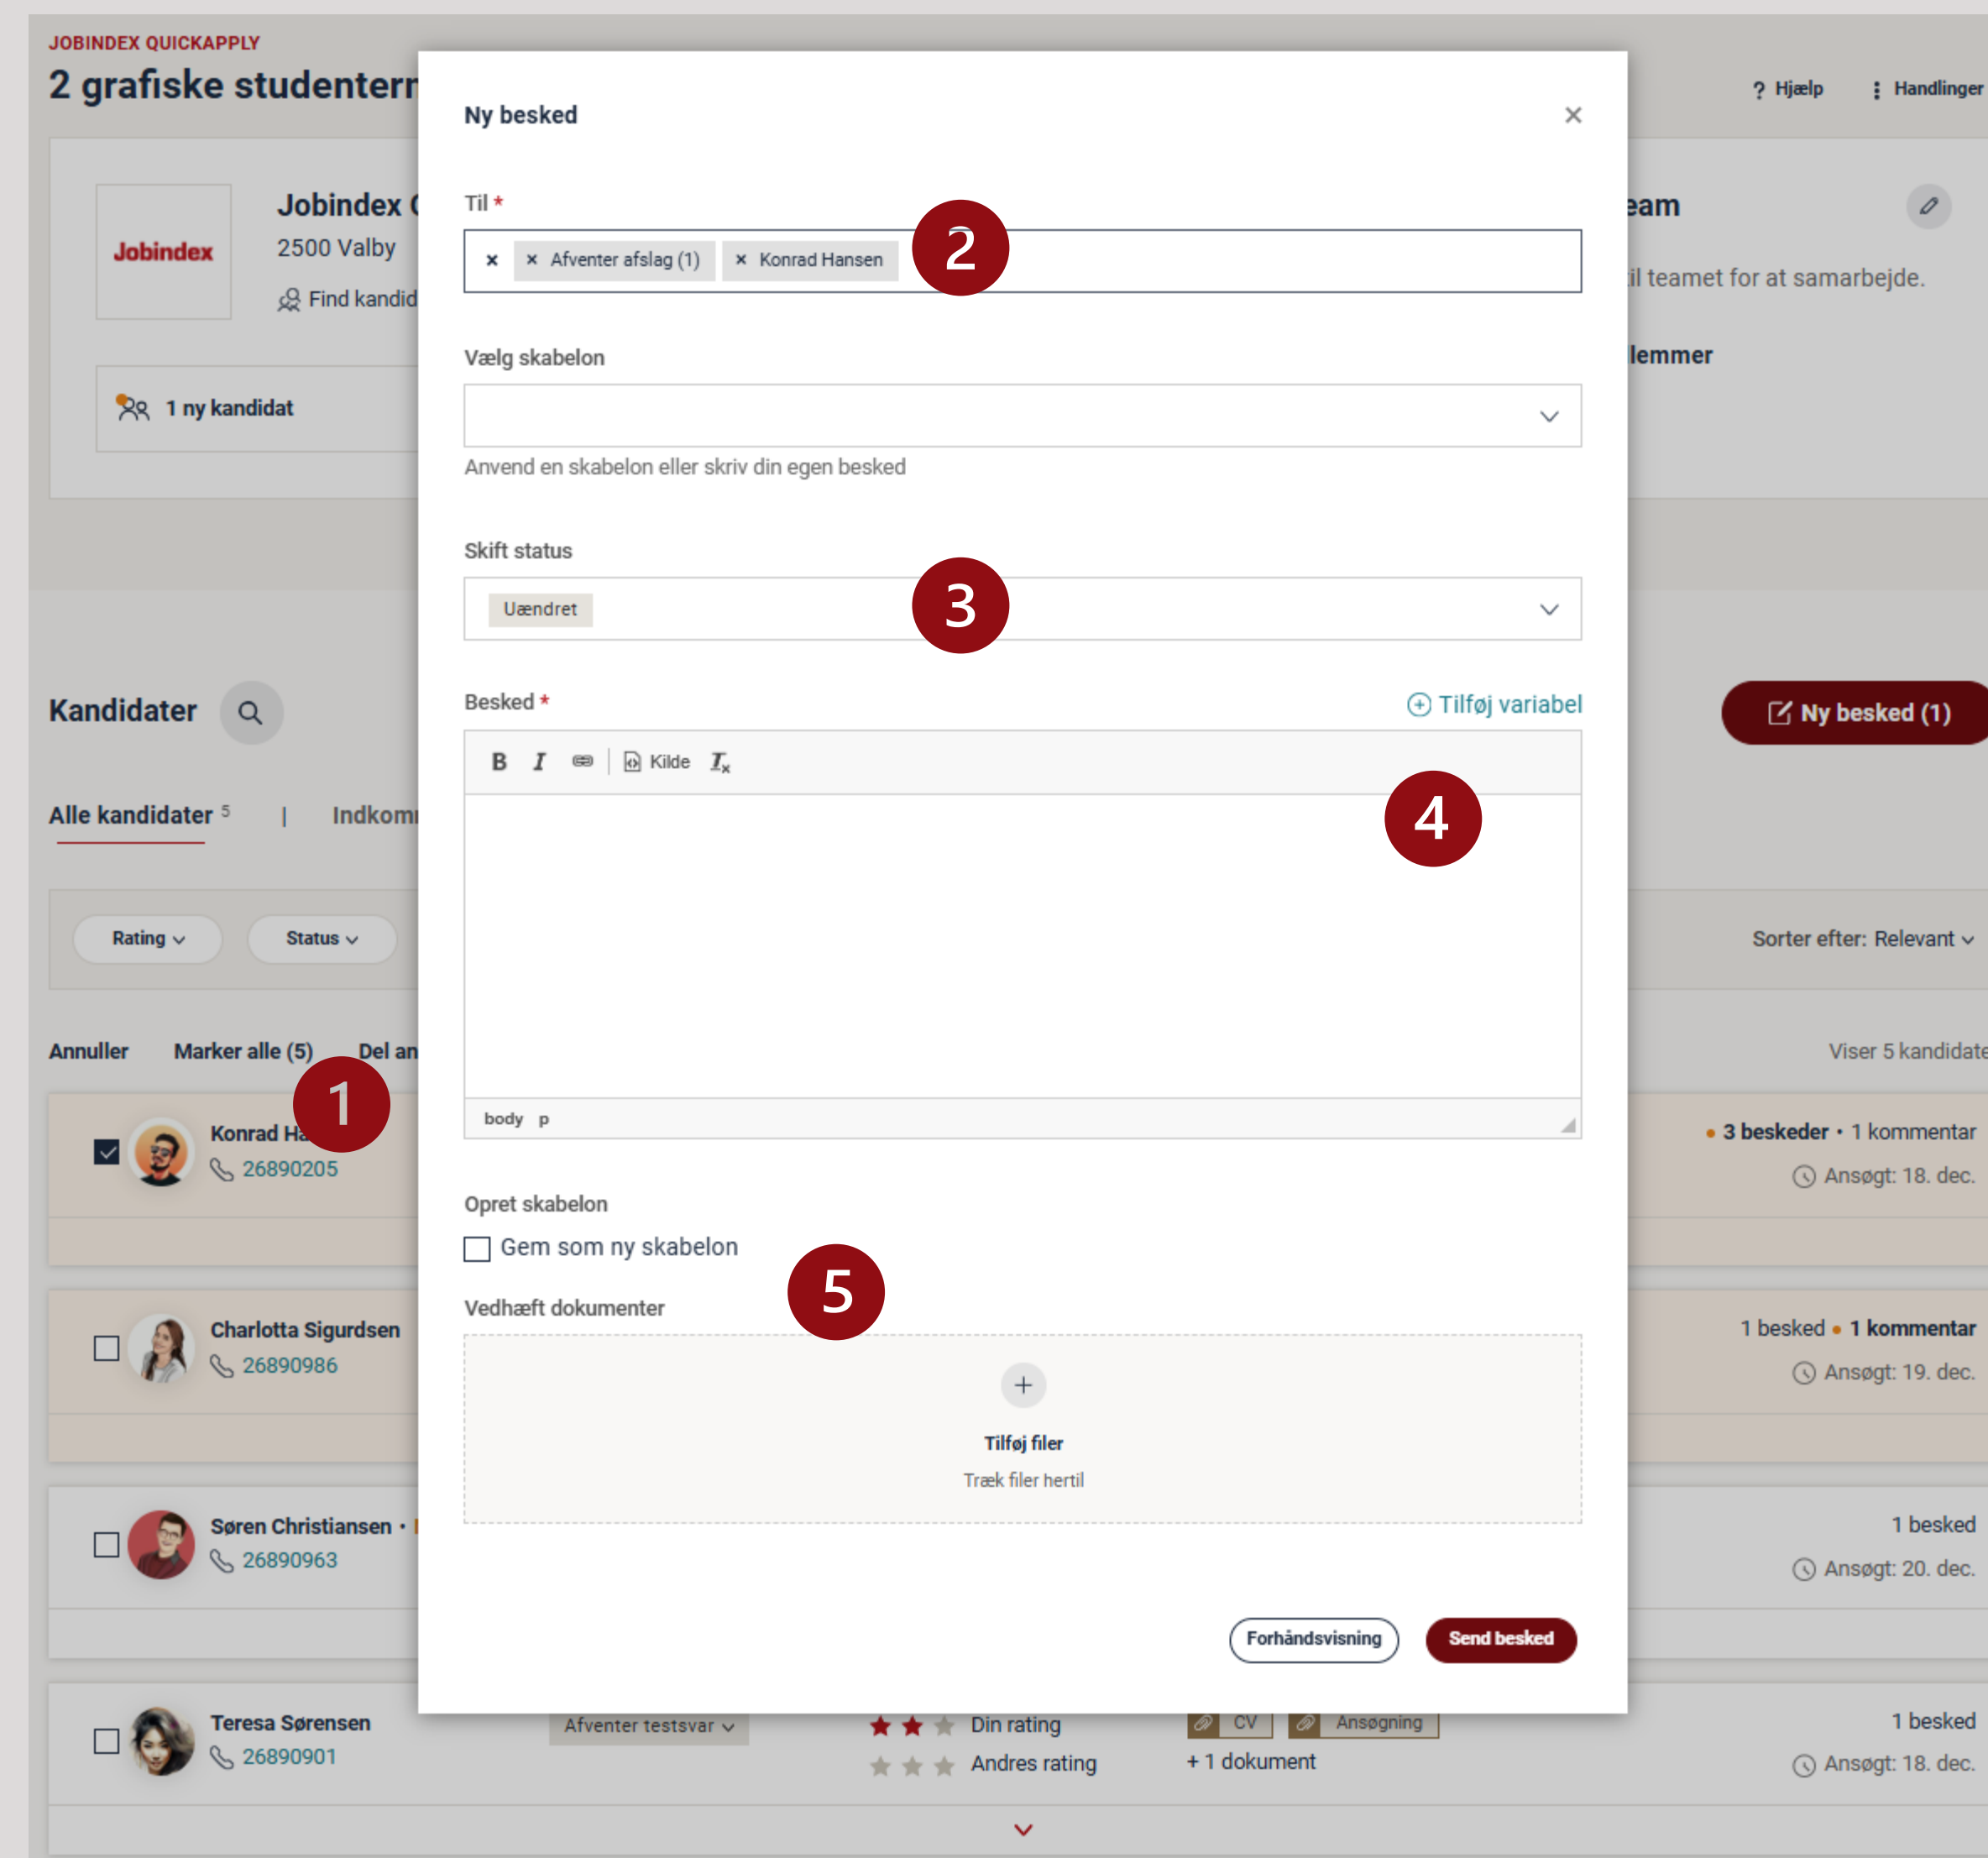 JOBINDEX QUICKAPPLY
2 grafiske studenter
? Hjælp
Handlinger
Jobindex
Jobindex
2500 Valby
Find kandid
1 ny kandidat
eam
il teamet for at samarbejde.
lemmer
Ny besked
Til *
× × Afventer afslag (1) × Konrad Hansen
2
Vælg skabelon
Anvend en skabelon eller skriv din egen besked
Skift status
Uændret
3
Besked *
Tilføj variabel
B I Kilde Tx
4
body p
Opret skabelon
Gem som ny skabelon
5
Vedhæft dokumenter
Tilføj filer
Træk filer hertil
Forhåndsvisning
Send besked
Kandidater
Ny besked (1)
Alle kandidater 5 | Indkom
Rating
Status
Sorter efter: Relevant
Annuller
Marker alle (5)
Del an
Viser 5 kandidate
1
Konrad Ha
26890205
• 3 beskeder • 1 kommentar
Ansøgt: 18. dec.
Charlotta Sigurdsen
26890986
1 besked • 1 kommentar
Ansøgt: 19. dec.
Søren Christiansen •
26890963
1 besked
Ansøgt: 20. dec.
Teresa Sørensen
26890901
Afventer testsvar
Din rating
Andres rating
CV
Ansøgning
+ 1 dokument
1 besked
Ansøgt: 18. dec.